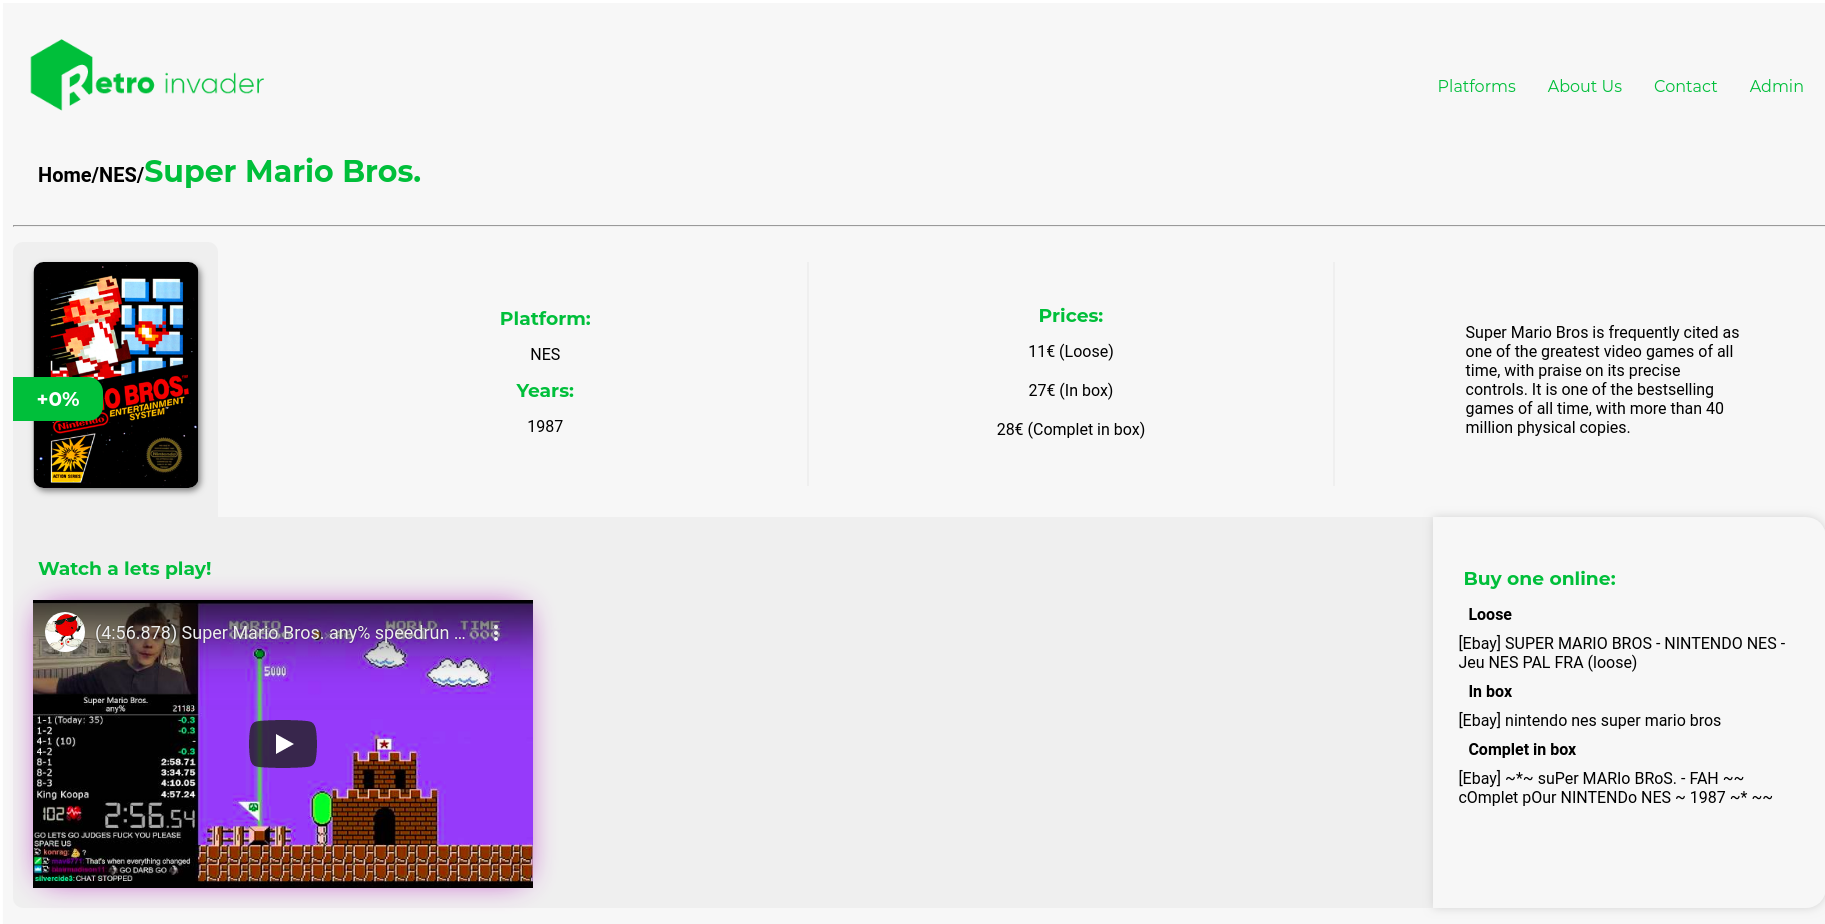 Retro invader
Platforms About Us Contact Admin
Home/NES/Super Mario Bros.
+0%
BROS.
ENTERTAINMENT
SYSTEM
Nintendo
ACTION SERIES
Platform:
NES
Years:
1987
Prices:
11€ (Loose)
27€ (In box)
28€ (Complet in box)
Super Mario Bros is frequently cited as
one of the greatest video games of all
time, with praise on its precise
controls. It is one of the bestselling
games of all time, with more than 40
million physical copies.
Watch a lets play!
(4:56.878) Super Mario Bros. any% speedrun ...
MARIO WORLD TIME
5000
Super Mario Bros.
any% 21183
1-1 (Today: 35) -0.3
1-2 -0.3
4-1 (10) -
4-2 -0.3
8-1 2:58.71
8-2 3:34.75
8-3 4:10.05
King Koopa 4:57.24
102 2:56.54
GO LETS GO JUDGES FUCK YOU PLEASE
SPARE US
konrag: ?
That's when everything changed
GO DARB GO
silvercide3: CHAT STOPPED
Buy one online:
Loose
[Ebay] SUPER MARIO BROS - NINTENDO NES -
Jeu NES PAL FRA (loose)
In box
[Ebay] nintendo nes super mario bros
Complet in box
[Ebay] ~*~ suPer MARIo BRoS. - FAH ~~
cOmplet pOur NINTENDo NES ~ 1987 ~* ~~